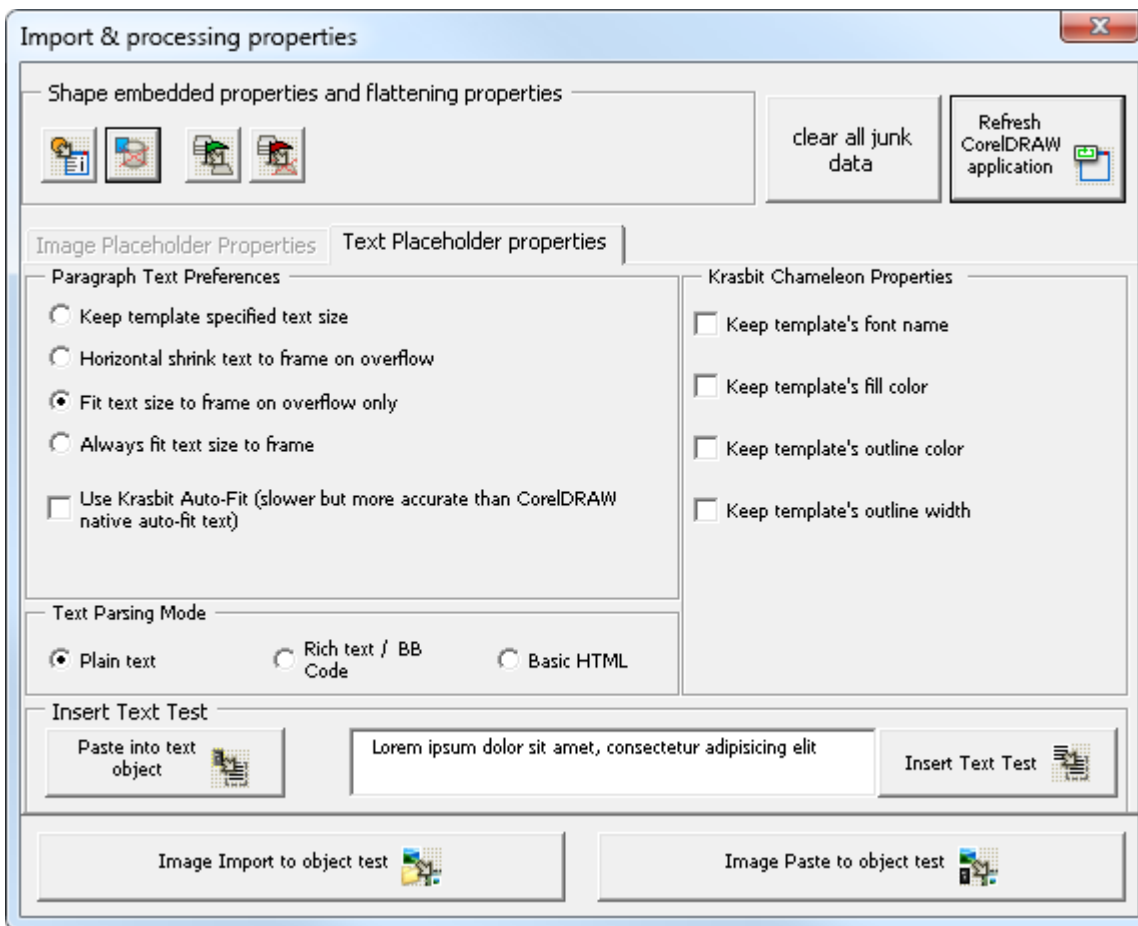 Import & processing properties
Shape embedded properties and flattening properties
clear all junk
data
Refresh
CorelDRAW
application
Image Placeholder Properties
Text Placeholder properties
Paragraph Text Preferences
Keep template specified text size
Horizontal shrink text to frame on overflow
Fit text size to frame on overflow only
Always fit text size to frame
Use Krasbit Auto-Fit (slower but more accurate than CorelDRAW
native auto-fit text)
Krasbit Chameleon Properties
Keep template's font name
Keep template's fill color
Keep template's outline color
Keep template's outline width
Text Parsing Mode
Plain text
Rich text / BB
Code
Basic HTML
Insert Text Test
Paste into text
object
Lorem ipsum dolor sit amet, consectetur adipisicing elit
Insert Text Test
Image Import to object test
Image Paste to object test